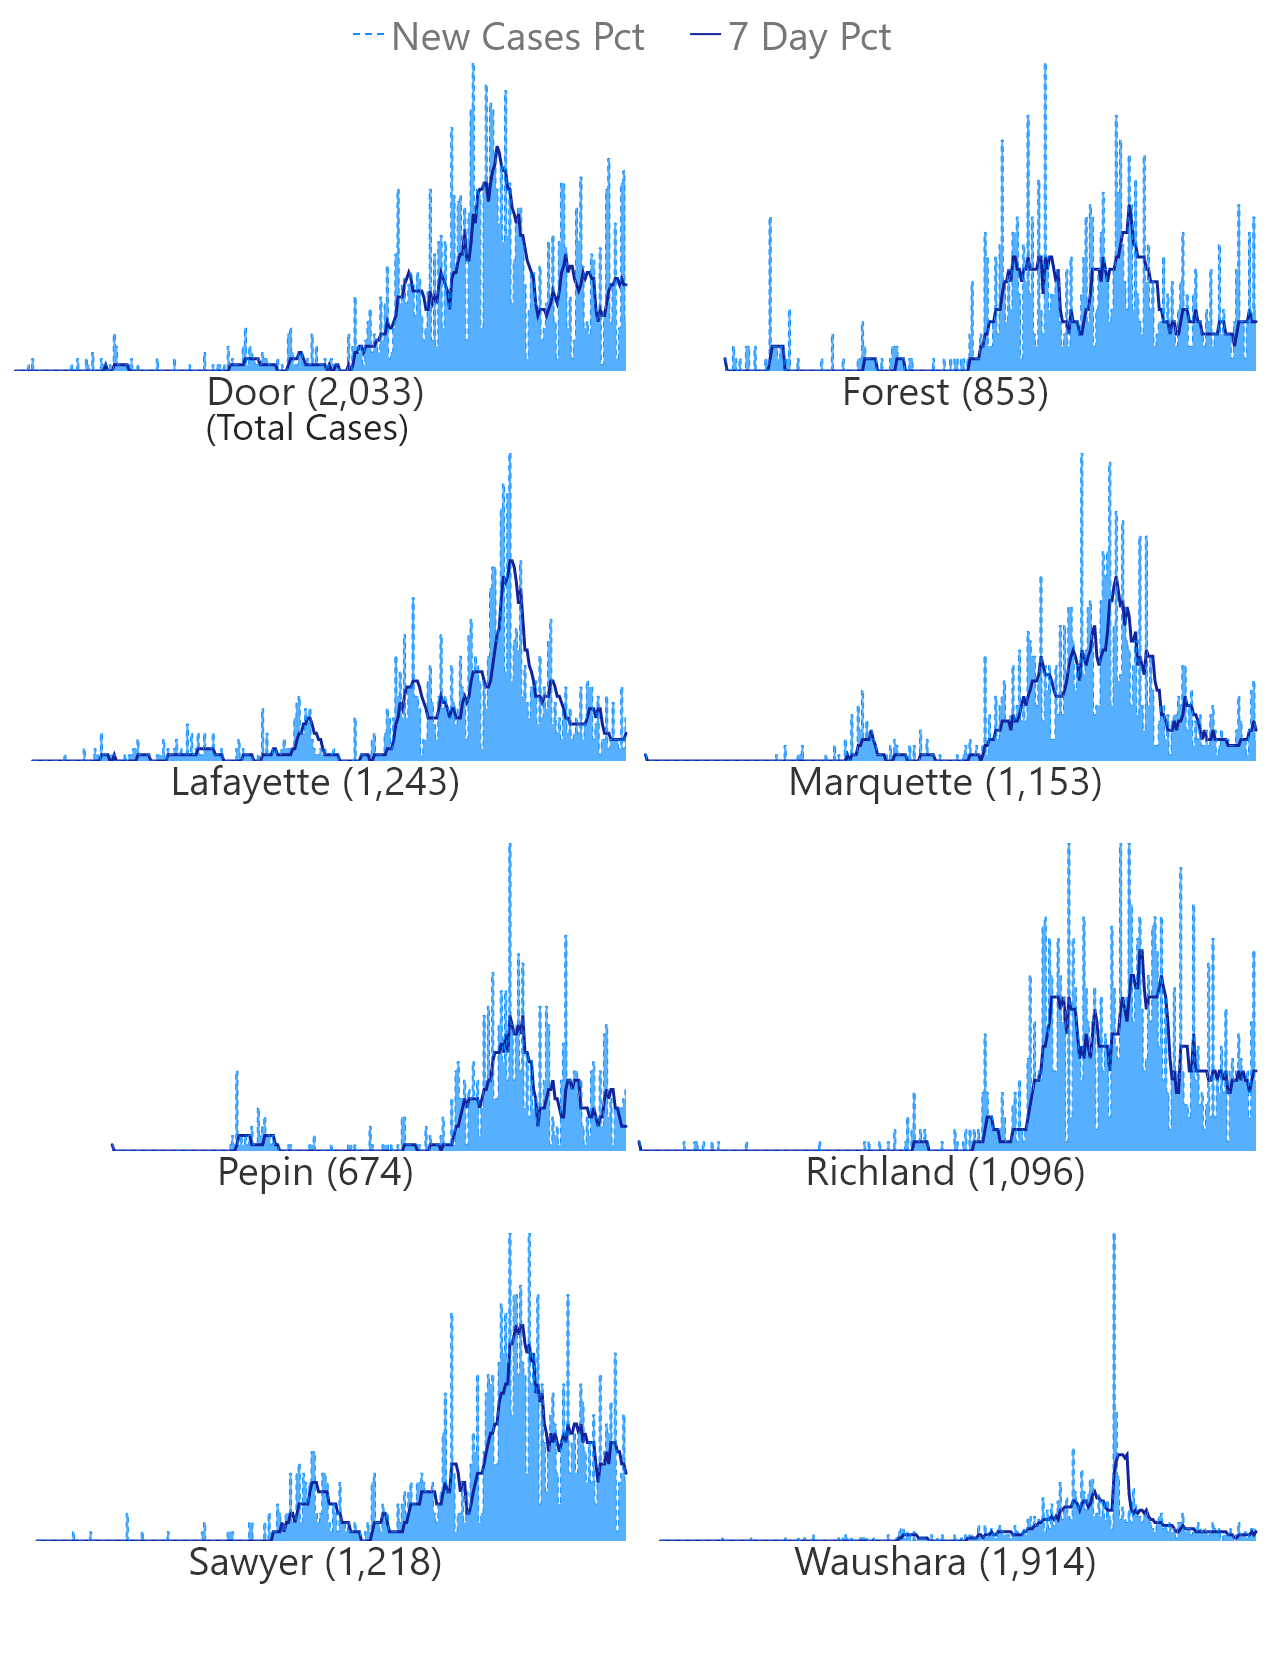 New Cases Pct 7 Day Pct
Door (2,033) Forest (853)
(Total Cases)
Lafayette (1,243) Marquette (1,153)
Pepin (674) Richland (1,096)
Sawyer (1,218) Waushara (1,914)